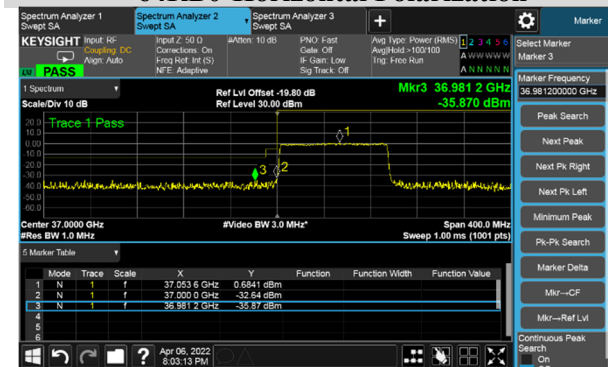 Spectrum Analyzer 1
Swept SA
Spectrum Analyzer 2
Swept SA
Spectrum Analyzer 3
Swept SA
Marker
KEYSIGHT
Input: RF
Coupling: DC
Align: Auto
Input Z: 50 Ω
Corrections: On
Freq Ref: Int (S)
NFE: Adaptive
#Atten: 10 dB
PNO: Fast
Gate: Off
IF Gain: Low
Sig Track: Off
Avg Type: Power (RMS)
Avg|Hold >100/100
Trig: Free Run
1 2 3 4 5 6
A W W W W W
A N N N N N
PASS
Select Marker
Marker 3
Marker Frequency
36.981200000 GHz
1 Spectrum
Scale/Div 10 dB
Ref Lvl Offset -19.80 dB
Ref Level 30.00 dBm
Mkr3 36.981 2 GHz
-35.870 dBm
Trace 1 Pass
20.0
10.0
0.00
-10.0
-20.0
-30.0
-40.0
-50.0
-60.0
1
2
3
Center 37.0000 GHz
#Res BW 1.0 MHz
#Video BW 3.0 MHz*
Span 400.0 MHz
Sweep 1.00 ms (1001 pts)
Peak Search
Next Peak
Next Pk Right
Next Pk Left
Minimum Peak
Pk-Pk Search
Marker Delta
Mkr→CF
Mkr→Ref Lvl
Continuous Peak
Search
On
5 Marker Table
Mode Trace Scale X Y Function Function Width Function Value
1 N 1 f 37.053 6 GHz 0.6841 dBm
2 N 1 f 37.000 0 GHz -32.64 dBm
3 N 1 f 36.981 2 GHz -35.87 dBm
4
5
6
Apr 06, 2022
8:03:13 PM